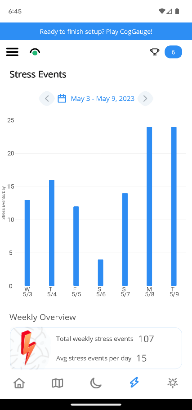 6:45
Ready to finish setup? Play CogGauge!
6
Stress Events
May 3 - May 9, 2023
25
20
15
10
5
0
W T F S S M T
5/3 5/4 5/5 5/6 5/7 5/8 5/9
Weekly Overview
Total weekly stress events 107
Avg stress events per day 15